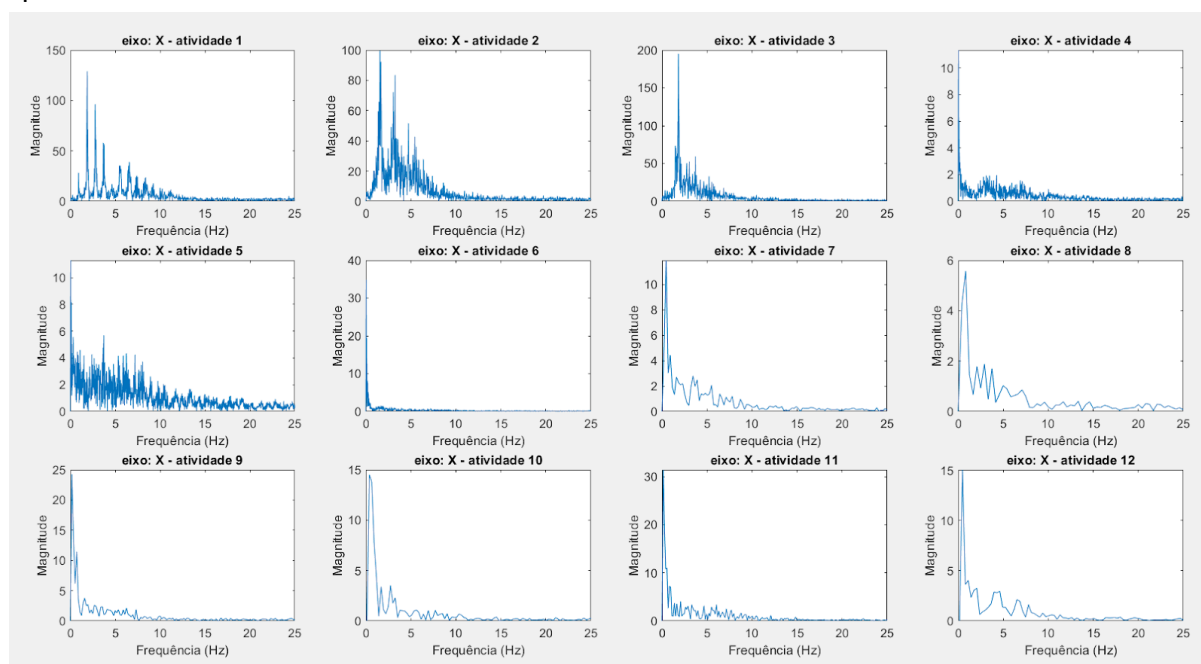 eixo: X - atividade 1
150
100
50
0
Magnitude
0 5 10 15 20 25
Frequência (Hz)
eixo: X - atividade 2
100
80
60
40
20
0
Magnitude
0 5 10 15 20 25
Frequência (Hz)
eixo: X - atividade 3
200
150
100
50
0
Magnitude
0 5 10 15 20 25
Frequência (Hz)
eixo: X - atividade 4
10
8
6
4
2
0
Magnitude
0 5 10 15 20 25
Frequência (Hz)
eixo: X - atividade 5
10
8
6
4
2
0
Magnitude
0 5 10 15 20 25
Frequência (Hz)
eixo: X - atividade 6
40
30
20
10
0
Magnitude
0 5 10 15 20 25
Frequência (Hz)
eixo: X - atividade 7
10
8
6
4
2
0
Magnitude
0 5 10 15 20 25
Frequência (Hz)
eixo: X - atividade 8
6
4
2
0
Magnitude
0 5 10 15 20 25
Frequência (Hz)
eixo: X - atividade 9
25
20
15
10
5
0
Magnitude
0 5 10 15 20 25
Frequência (Hz)
eixo: X - atividade 10
15
10
5
0
Magnitude
0 5 10 15 20 25
Frequência (Hz)
eixo: X - atividade 11
30
20
10
0
Magnitude
0 5 10 15 20 25
Frequência (Hz)
eixo: X - atividade 12
15
10
5
0
Magnitude
0 5 10 15 20 25
Frequência (Hz)